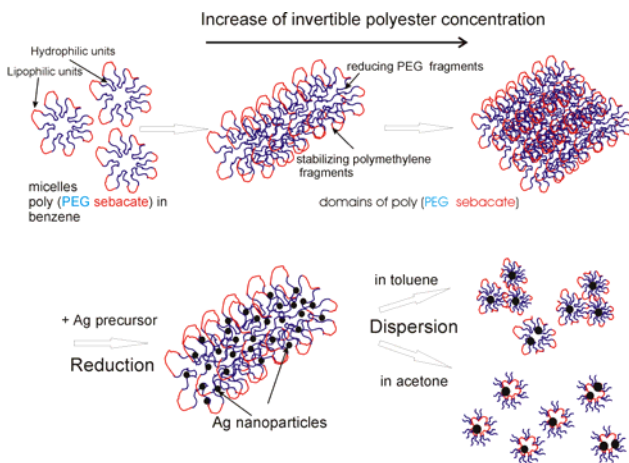 Increase of invertible polyester concentration
Hydrophilic units
Lipophilic units
reducing PEG fragments
stabilizing polymethylene
fragments
micelles
poly (PEG sebacate) in
benzene
domains of poly (PEG sebacate)
+ Ag precursor
Reduction
Ag nanoparticles
in toluene
Dispersion
in acetone